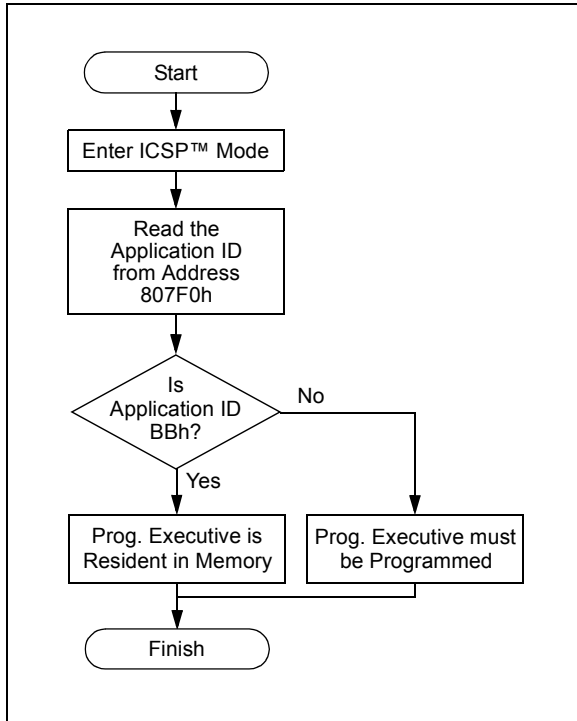 Start
Enter ICSP™ Mode
Read the
Application ID
from Address
807F0h
Is
Application ID
BBh?
No
Yes
Prog. Executive is
Resident in Memory
Prog. Executive must
be Programmed
Finish